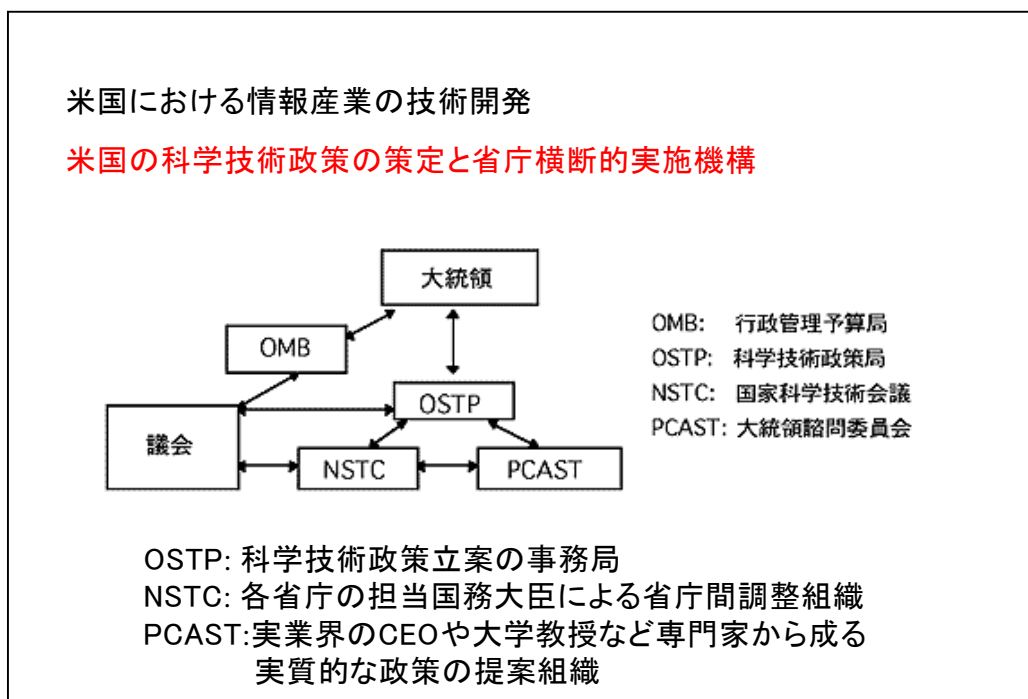 米国における情報産業の技術開発
米国の科学技術政策の策定と省庁横断的実施機構
大統領
OMB
OSTP
議会
NSTC
PCAST
OMB: 行政管理予算局
OSTP: 科学技術政策局
NSTC: 国家科学技術会議
PCAST: 大統領諮問委員会
OSTP: 科学技術政策立案の事務局
NSTC: 各省庁の担当国務大臣による省庁間調整組織
PCAST:実業界のCEOや大学教授など専門家から成る
実質的な政策の提案組織